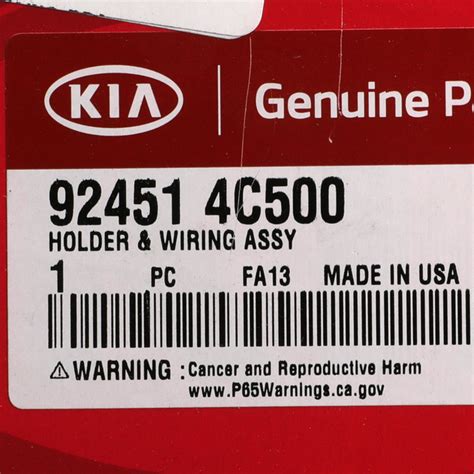 KIA
Genuine P
92451 4C500
HOLDER & WIRING ASSY
1 PC FA13 MADE IN USA
⚠WARNING :Cancer and Reproductive Harm
www.P65Warnings.ca.gov